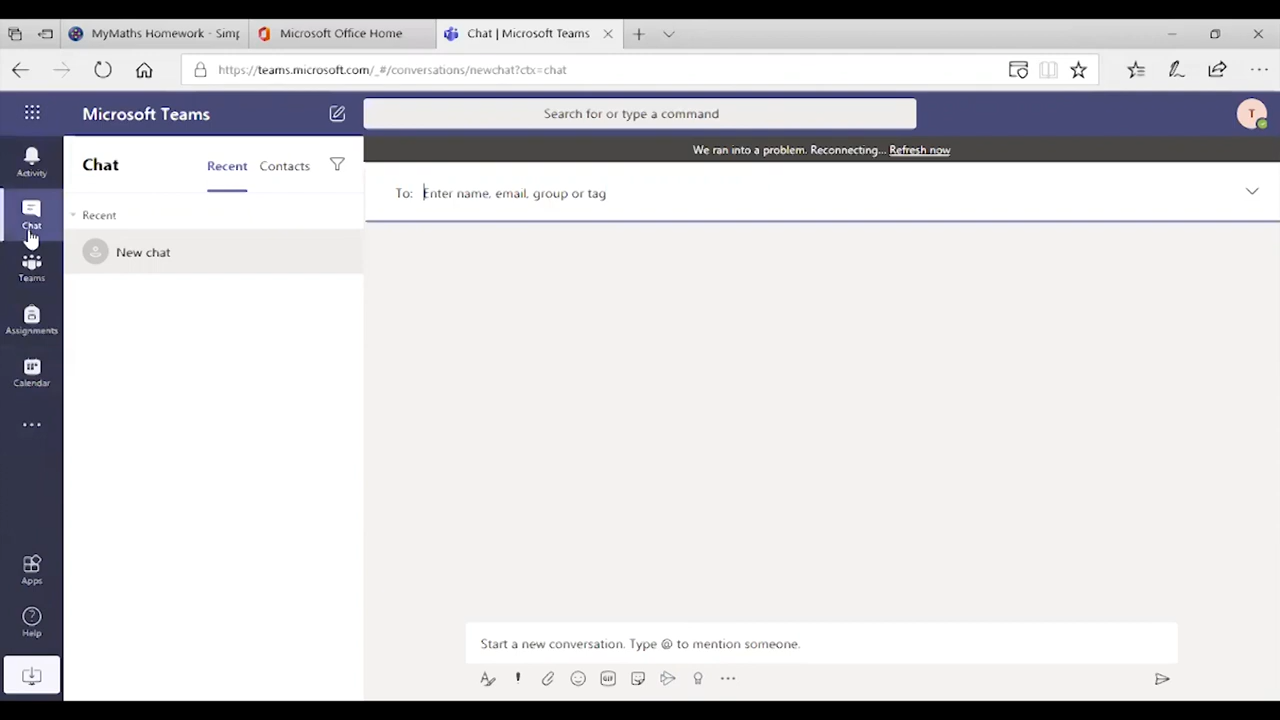 MyMaths Homework - Simp
Microsoft Office Home
Chat | Microsoft Teams
https://teams.microsoft.com/_#/conversations/newchat?ctx=chat
Microsoft Teams
Search for or type a command
T
Activity
Chat
Teams
Assignments
Calendar
Apps
Help
Chat
Recent
Contacts
Recent
New chat
We ran into a problem. Reconnecting... Refresh now
To: Enter name, email, group or tag
Start a new conversation. Type @ to mention someone.
GIF